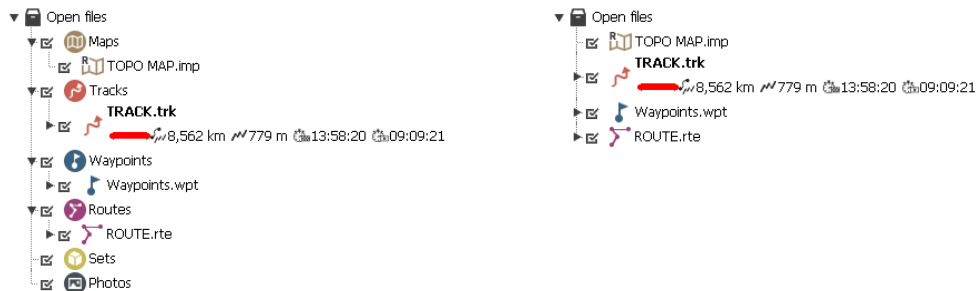 Open files
Maps
R
TOPO MAP.imp
Tracks
TRACK.trk
8,562 km 779 m 13:58:20 09:09:21
Waypoints
Waypoints.wpt
Routes
ROUTE.rte
Sets
Photos
Open files
R
TOPO MAP.imp
TRACK.trk
8,562 km 779 m 13:58:20 09:09:21
Waypoints.wpt
ROUTE.rte